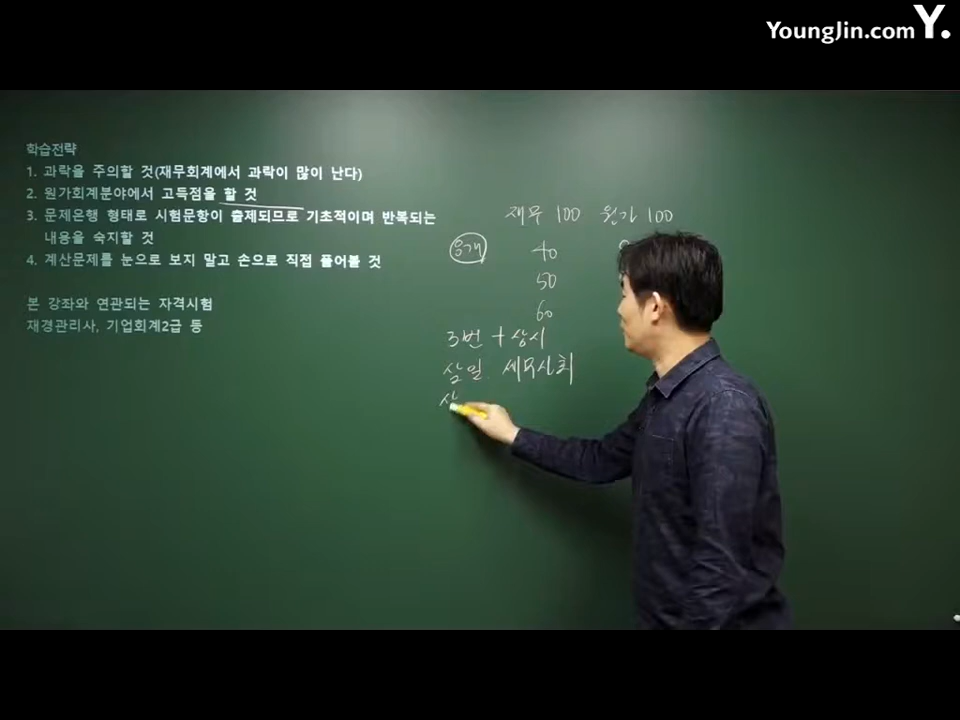 YoungJin.com Y.
학습전략
1. 과락을 주의할 것(재무회계에서 과락이 많이 난다)
2. 원가회계분야에서 고득점을 할 것
3. 문제은행 형태로 시험문항이 출제되므로 기초적이며 반복되는
내용을 숙지할 것
4. 계산문제를 눈으로 보지 말고 손으로 직접 풀어볼 것
본 강좌와 연관되는 자격시험
재경관리사, 기업회계2급 등
재무 100 원가 100
40
50
60
3번 + 상시
삼일. 세무사회